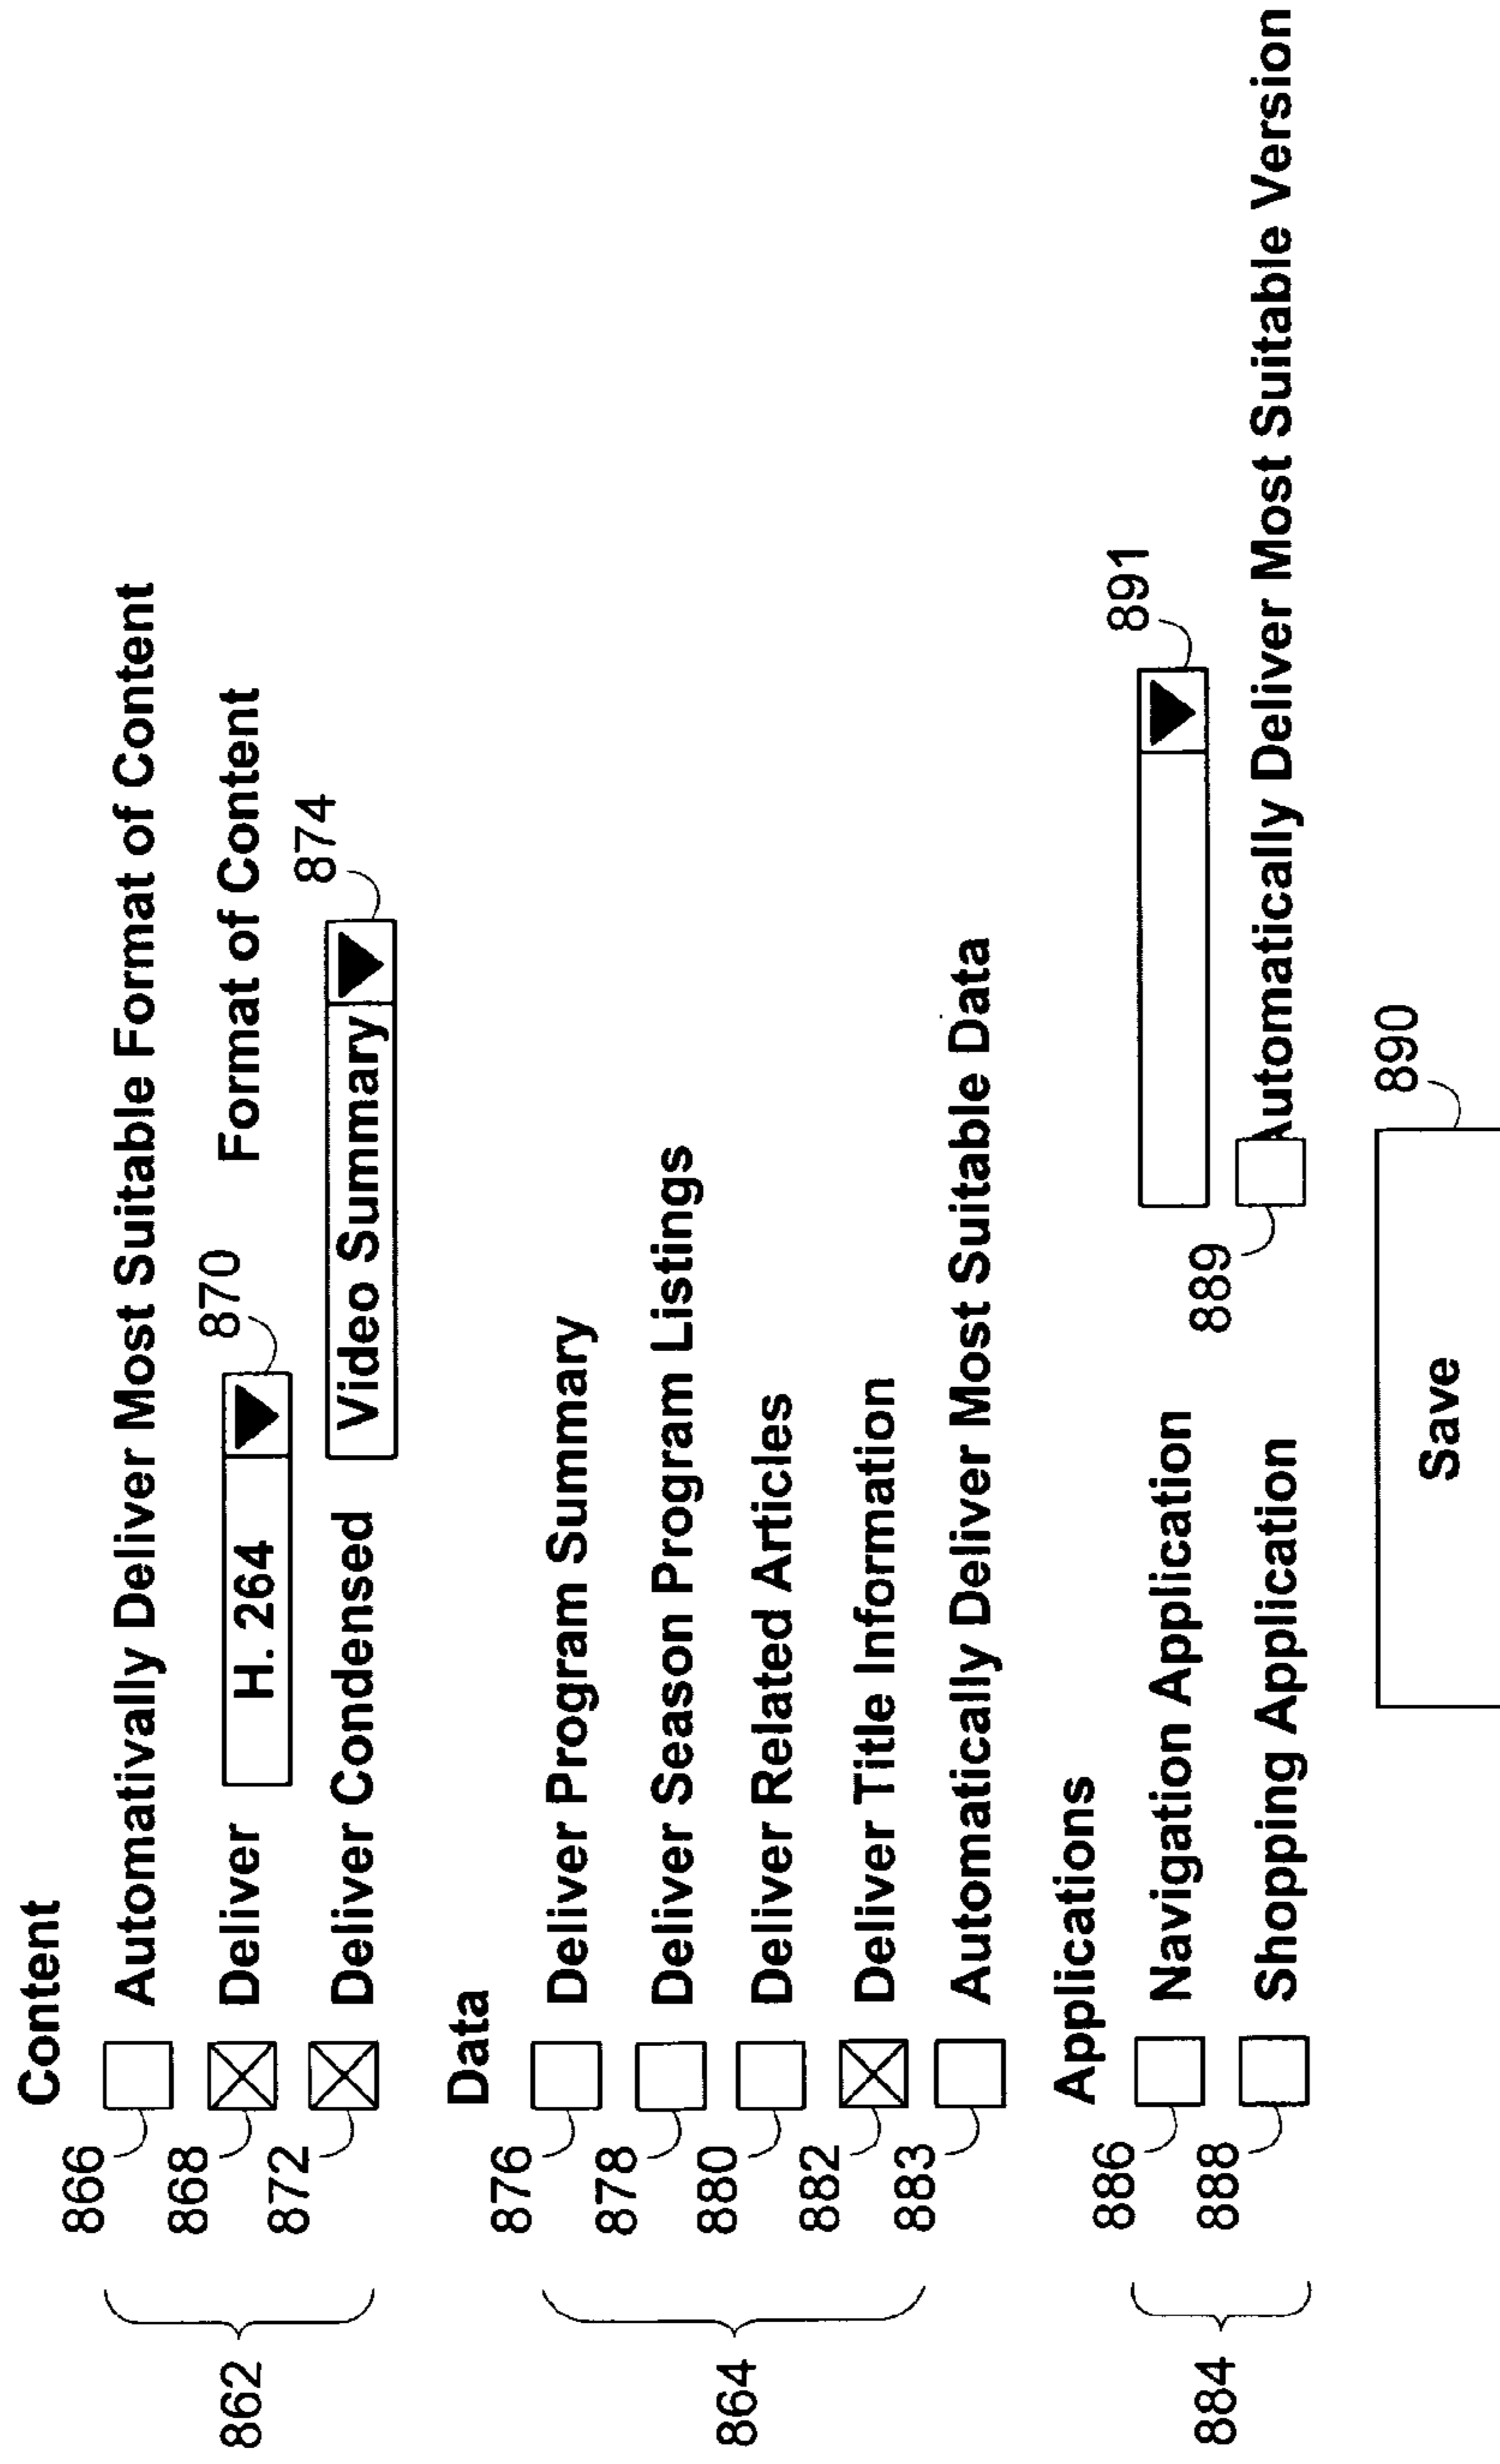 Content
866 Automativally Deliver Most Suitable Format of Content
868 Deliver H. 264 870 Format of Content
872 Deliver Condensed Video Summary 874
862
Data
876 Deliver Program Summary
878 Deliver Season Program Listings
880 Deliver Related Articles
882 Deliver Title Information
883 Automatically Deliver Most Suitable Data
864
Applications
886 Navigation Application 891
888 Shopping Application 889 Automatically Deliver Most Suitable Version
884
Save 890